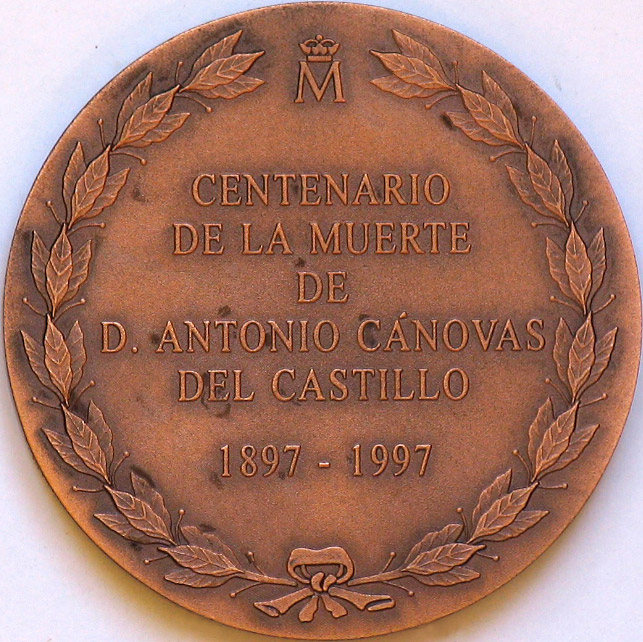 M
CENTENARIO
DE LA MUERTE
DE
D. ANTONIO CÁNOVAS
DEL CASTILLO
1897 - 1997